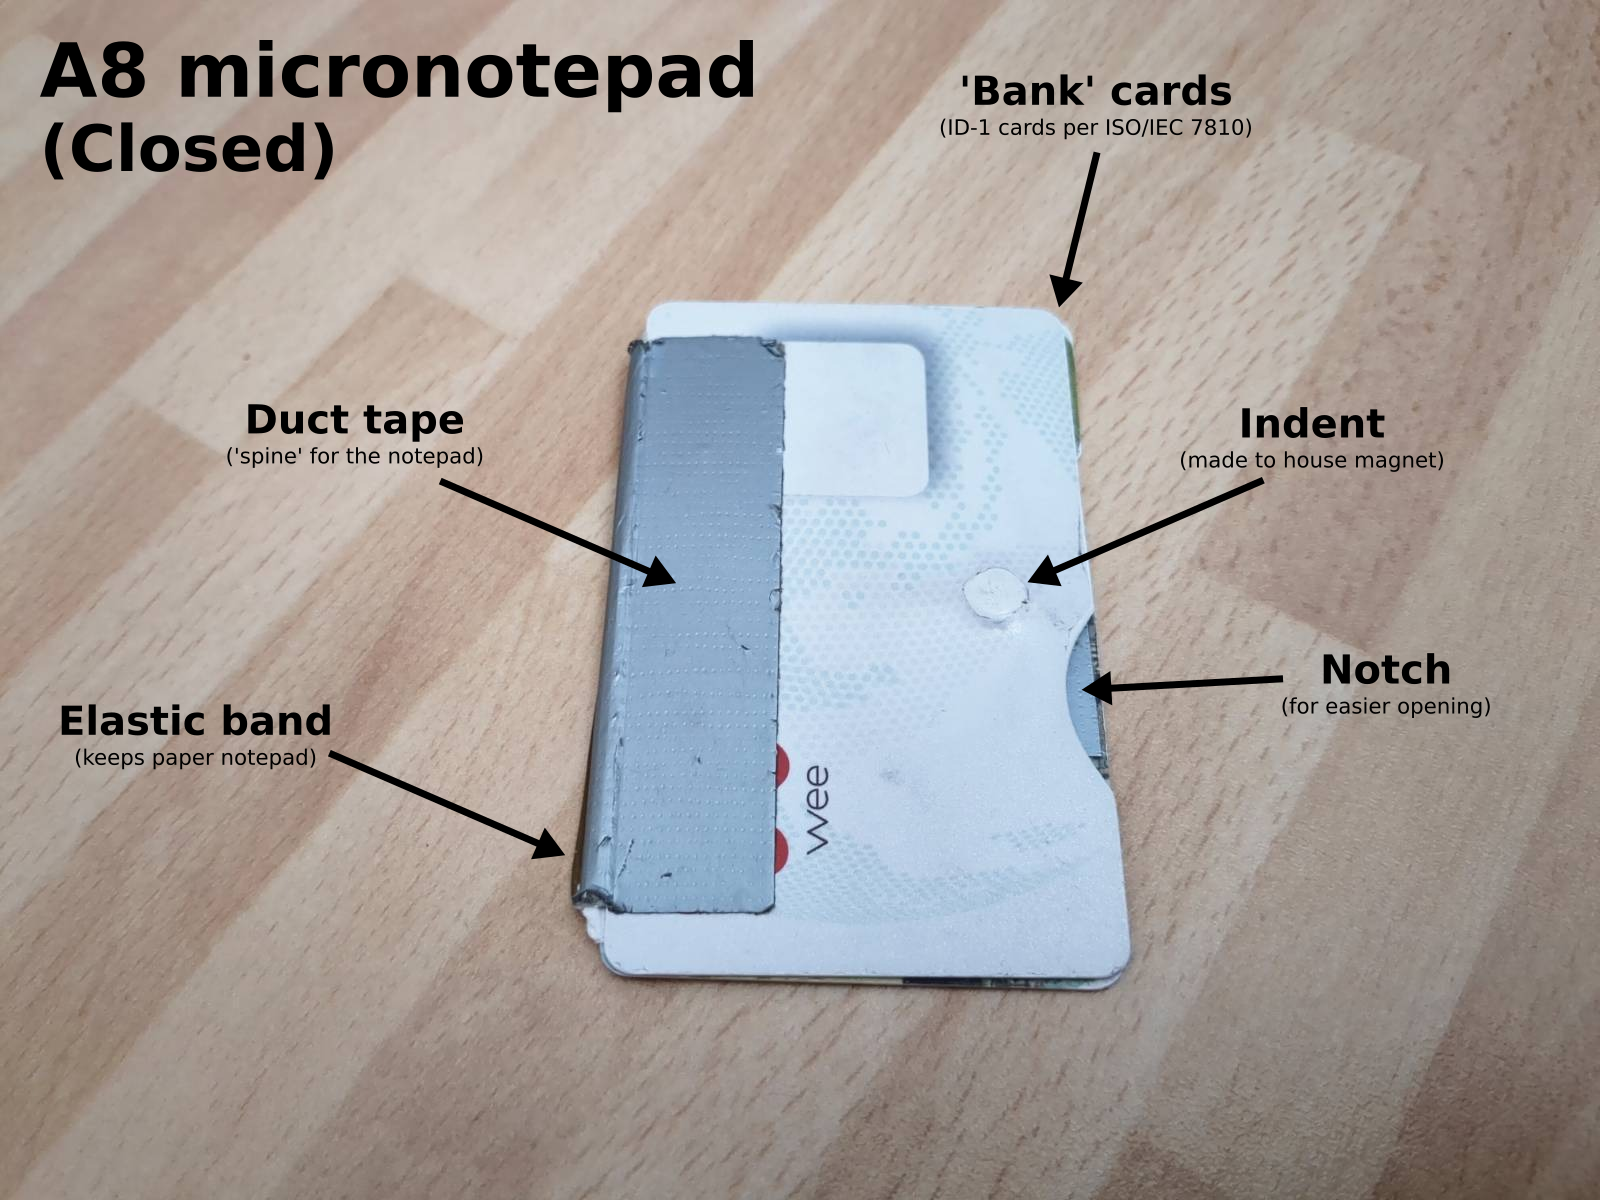 A8 micronotepad
(Closed)
'Bank' cards
(ID-1 cards per ISO/IEC 7810)
Duct tape
('spine' for the notepad)
Indent
(made to house magnet)
Notch
(for easier opening)
Elastic band
(keeps paper notepad)
wee